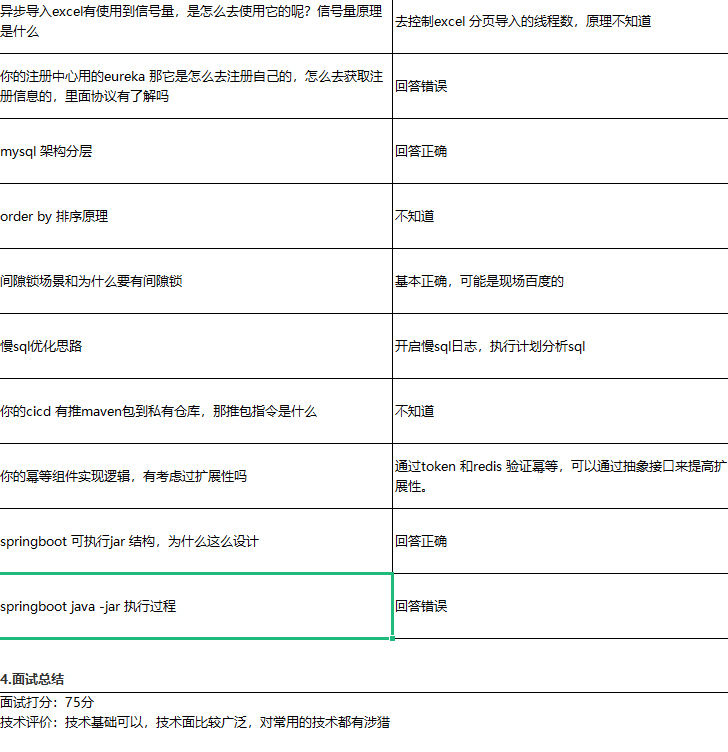 异步导入excel有使用到信号量，是怎么去使用它的呢？信号量原理
是什么
去控制excel 分页导入的线程数，原理不知道
你的注册中心用的eureka 那它是怎么去注册自己的，怎么去获取注
册信息的，里面协议有了解吗
回答错误
mysql 架构分层
回答正确
order by 排序原理
不知道
间隙锁场景和为什么要有间隙锁
基本正确，可能是现场百度的
慢sql优化思路
开启慢sql日志，执行计划分析sql
你的cicd 有推maven包到私有仓库，那推包指令是什么
不知道
你的幂等组件实现逻辑，有考虑过扩展性吗
通过token 和redis 验证幂等，可以通过抽象接口来提高扩
展性。
springboot 可执行jar 结构，为什么这么设计
回答正确
springboot java -jar 执行过程
回答错误
4.面试总结
面试打分：75分
技术评价：技术基础可以，技术面比较广泛，对常用的技术都有涉猎